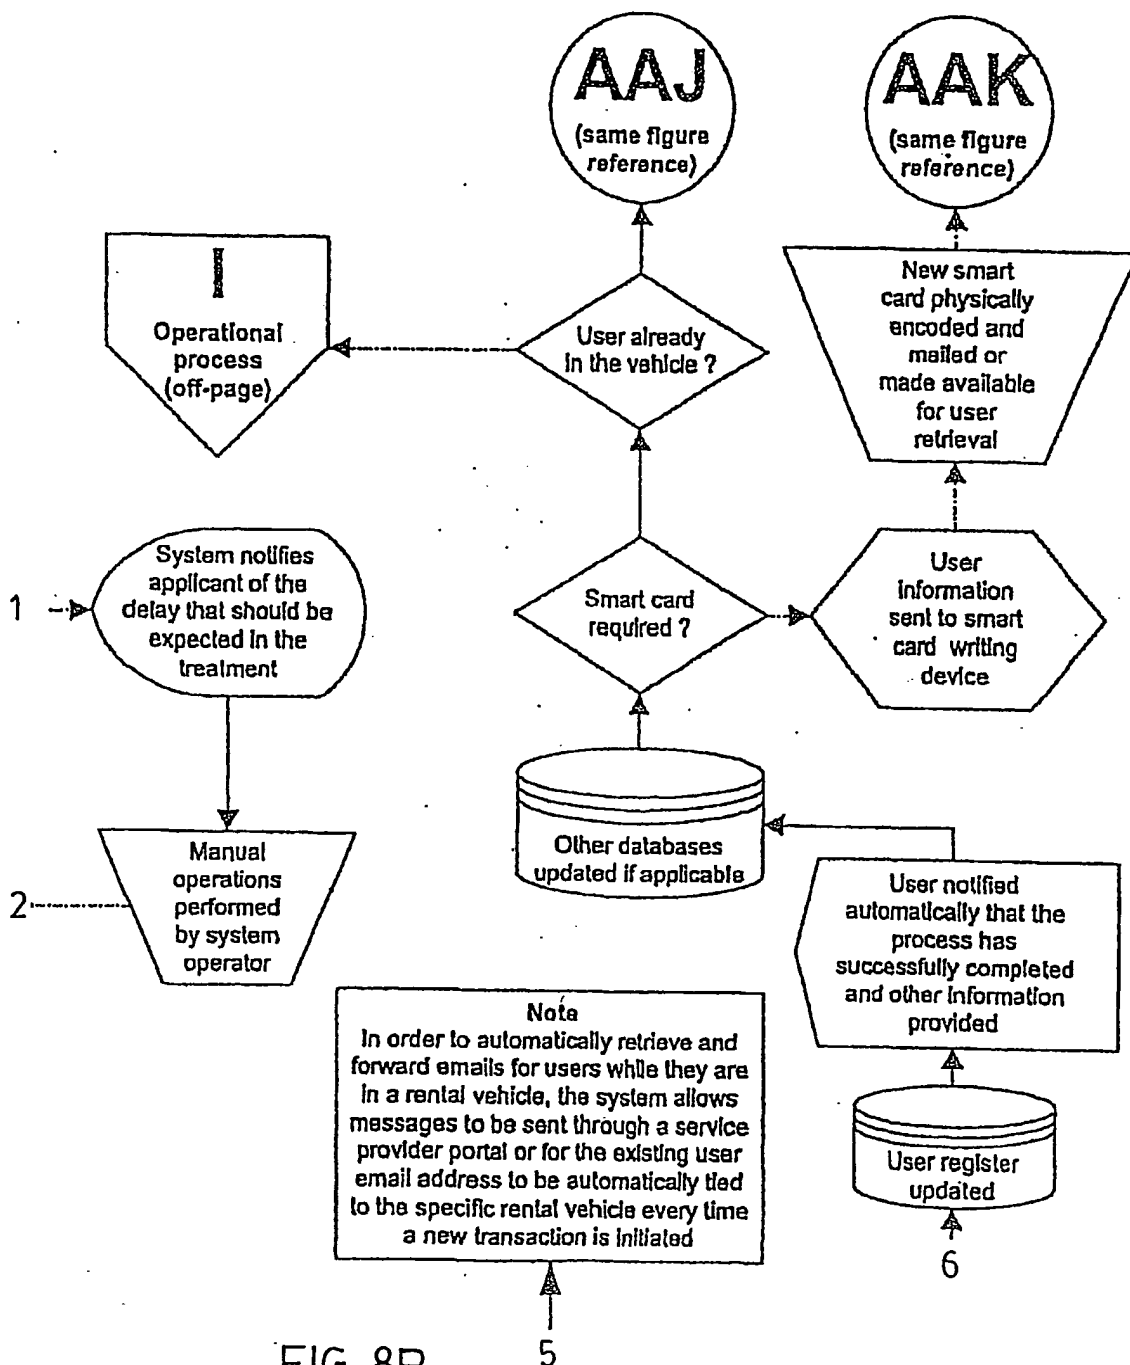 AAJ
(same figure
reference)
AAK
(same figure
reference)
I
Operational
process
(off-page)
User already
in the vehicle ?
New smart
card physically
encoded and
mailed or
made available
for user
retrieval
1
System notifies
applicant of the
delay that should be
expected in the
treatment
Smart card
required ?
User
information
sent to smart
card writing
device
2
Manual
operations
performed
by system
operator
Other databases
updated if applicable
User notified
automatically that the
process has
successfully completed
and other information
provided
Note
In order to automatically retrieve and
forward emails for users while they are
in a rental vehicle, the system allows
messages to be sent through a service
provider portal or for the existing user
email address to be automatically tied
to the specific rental vehicle every time
a new transaction is initiated
User register
updated
6
5
FIG. 8B